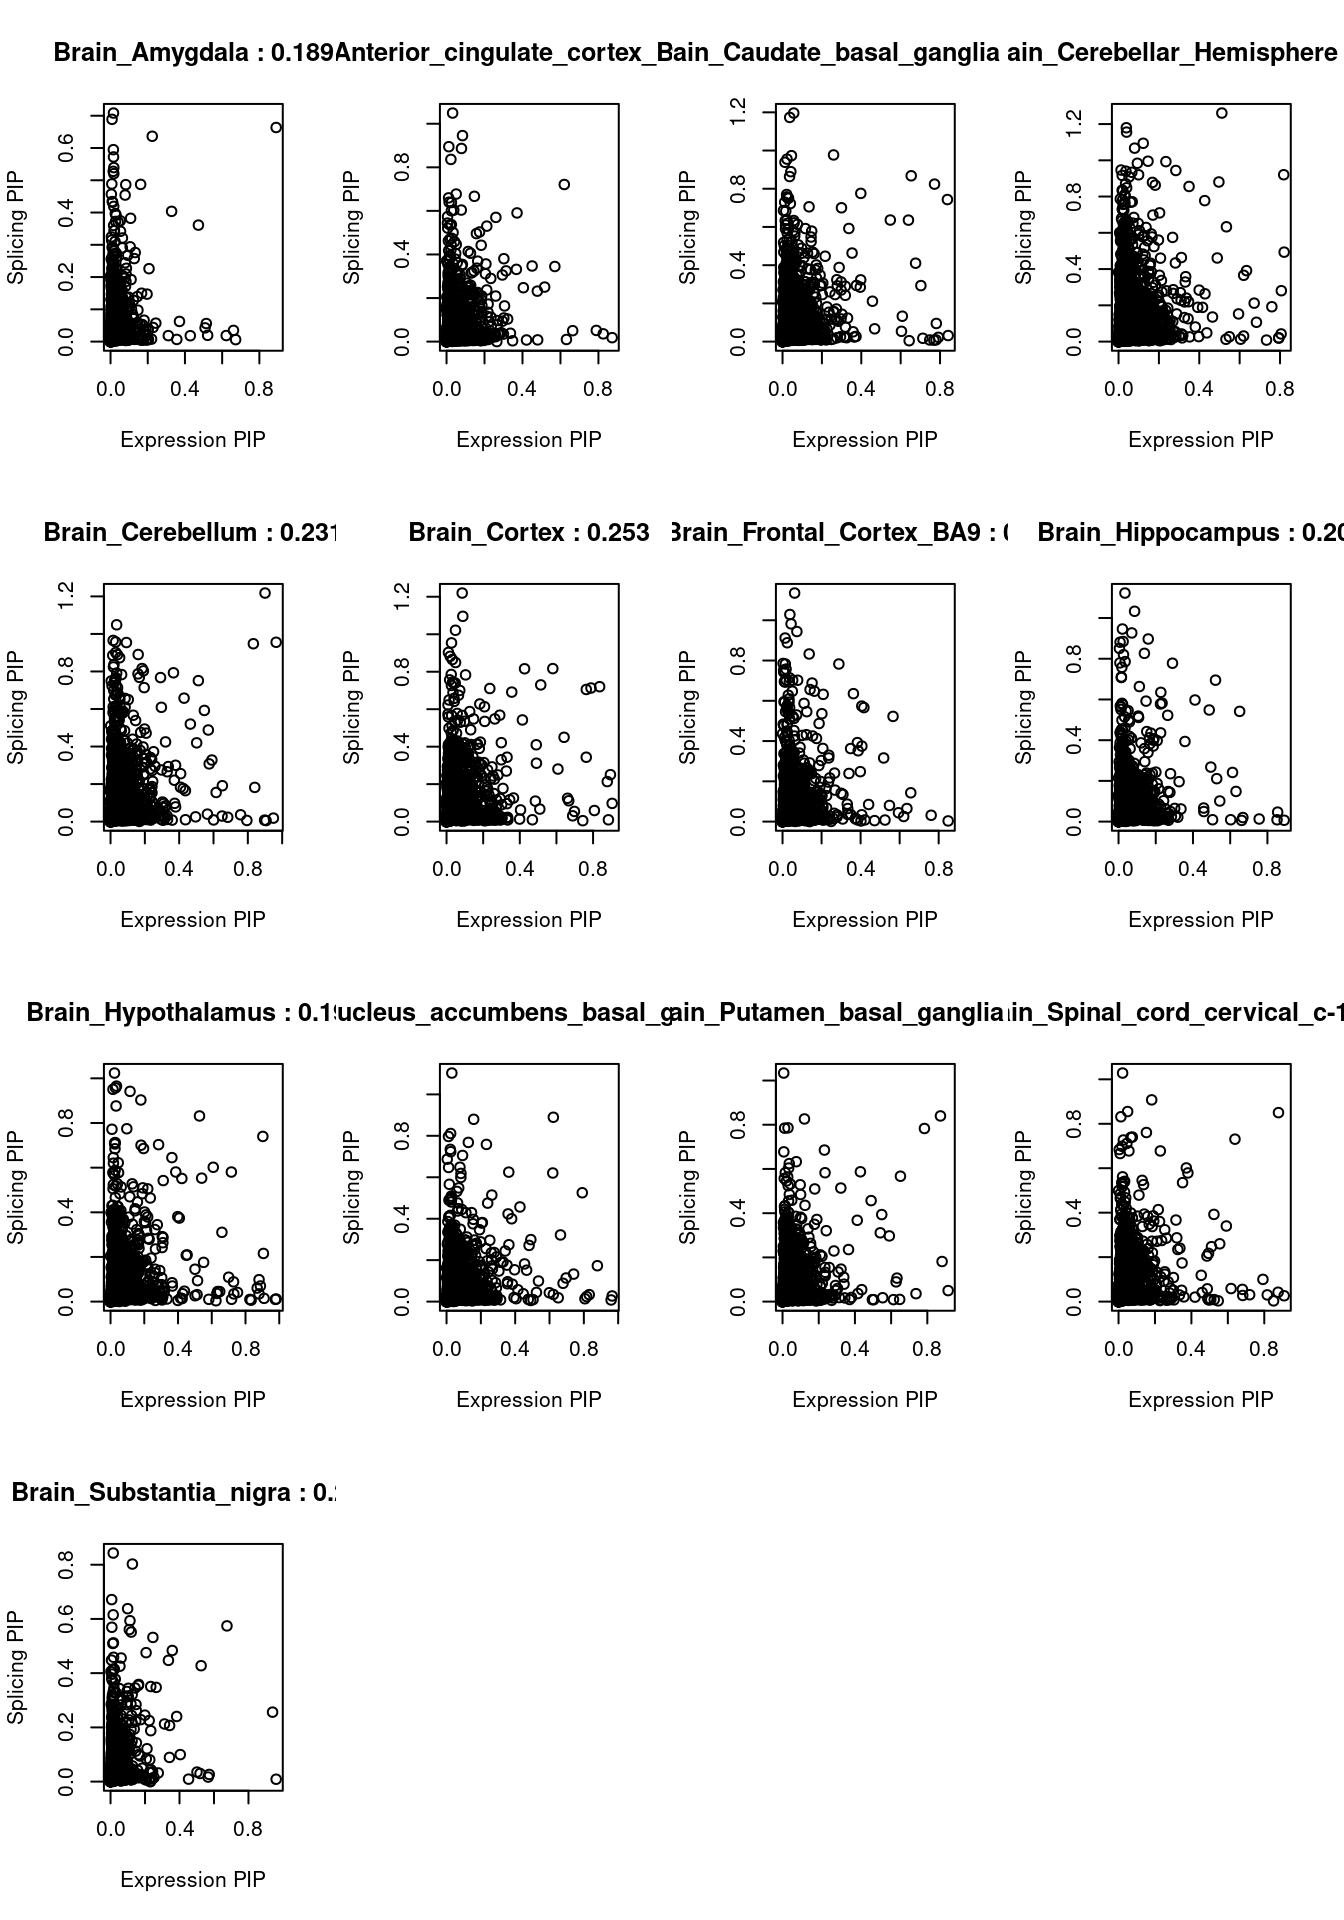 Brain_Amygdala : 0.189
Anterior_cingulate_cortex_B
ain_Caudate_basal_ganglia
ain_Cerebellar_Hemisphere
Splicing PIP
0.0 0.2 0.4 0.6
0.0 0.4 0.8
Expression PIP
Splicing PIP
0.0 0.4 0.8
0.0 0.4 0.8
Expression PIP
Splicing PIP
0.0 0.4 0.8 1.2
0.0 0.4 0.8
Expression PIP
Splicing PIP
0.0 0.4 0.8 1.2
0.0 0.4 0.8
Expression PIP
Brain_Cerebellum : 0.231
Brain_Cortex : 0.253
Brain_Frontal_Cortex_BA9 :
Brain_Hippocampus : 0.20
Splicing PIP
0.0 0.4 0.8 1.2
0.0 0.4 0.8
Expression PIP
Splicing PIP
0.0 0.4 0.8 1.2
0.0 0.4 0.8
Expression PIP
Splicing PIP
0.0 0.4 0.8
0.0 0.4 0.8
Expression PIP
Splicing PIP
0.0 0.4 0.8
0.0 0.4 0.8
Expression PIP
Brain_Hypothalamus : 0.1
ucleus_accumbens_basal_g
ain_Putamen_basal_ganglia
in_Spinal_cord_cervical_c-1
Splicing PIP
0.0 0.4 0.8
0.0 0.4 0.8
Expression PIP
Splicing PIP
0.0 0.4 0.8
0.0 0.4 0.8
Expression PIP
Splicing PIP
0.0 0.4 0.8
0.0 0.4 0.8
Expression PIP
Splicing PIP
0.0 0.4 0.8
0.0 0.4 0.8
Expression PIP
Brain_Substantia_nigra : 0.
Splicing PIP
0.0 0.2 0.4 0.6 0.8
0.0 0.4 0.8
Expression PIP